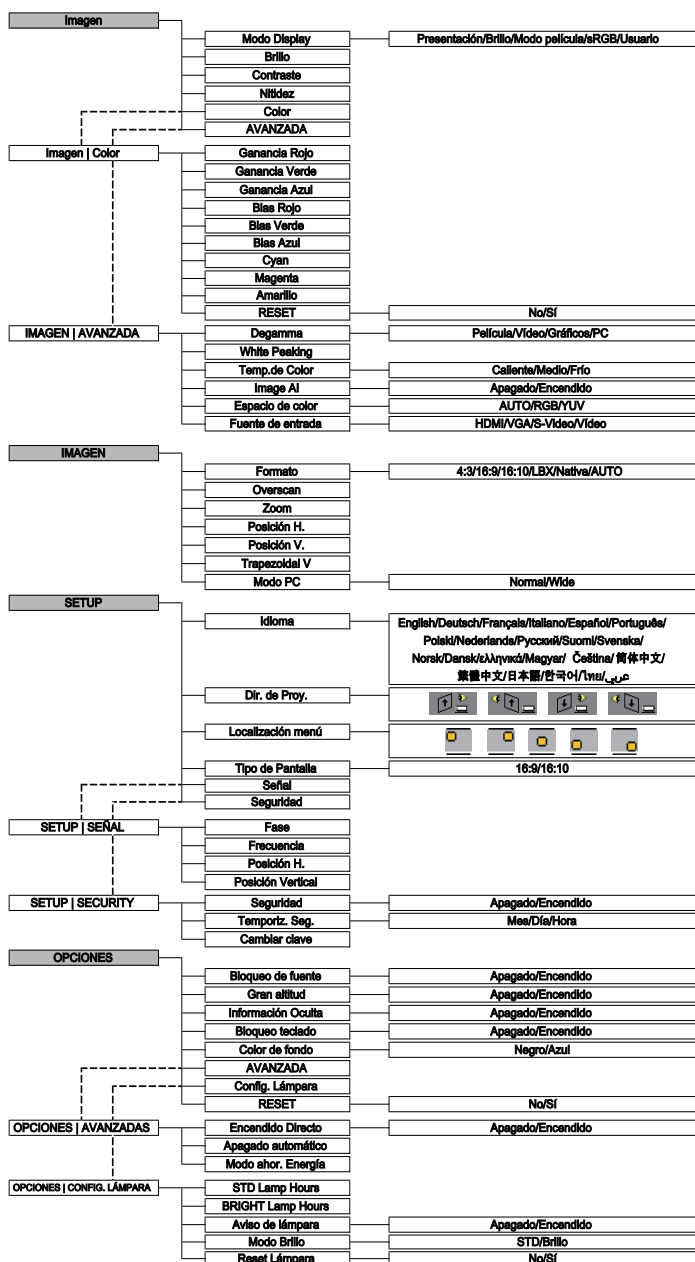 Imagen
Modo Display Presentación/Brillo/Modo película/sRGB/Usuario
Brillo
Contraste
Nitidez
Color
AVANZADA
Imagen | Color Ganancia Rojo
Ganancia Verde
Ganancia Azul
Bias Rojo
Bias Verde
Bias Azul
Cyan
Magenta
Amarillo
RESET No/Sí
IMAGEN | AVANZADA Degamma Película/Vídeo/Gráficos/PC
White Peaking
Temp.de Color Caliente/Medio/Frío
Image AI Apagado/Encendido
Espacio de color AUTO/RGB/YUV
Fuente de entrada HDMI/VGA/S-Video/Vídeo
IMAGEN
Formato 4:3/16:9/16:10/LBX/Nativa/AUTO
Overscan
Zoom
Posición H.
Posición V.
Trapezoidal V
Modo PC Normal/Wide
SETUP
Idioma English/Deutsch/Français/Italiano/Español/Português/
Polski/Nederlands/Русский/Suomi/Svenska/
Norsk/Dansk/ελληνικά/Magyar/ Čeština/ 简体中文/
繁體中文/日本語/한국어/ไทย/عربي
Dir. de Proy.
Localización menú
Tipo de Pantalla 16:9/16:10
Señal
Seguridad
SETUP | SEÑAL Fase
Frecuencia
Posición H.
Posición Vertical
SETUP | SECURITY Seguridad Apagado/Encendido
Temporiz. Seg. Mes/Día/Hora
Cambiar clave
OPCIONES
Bloqueo de fuente Apagado/Encendido
Gran altitud Apagado/Encendido
Información Oculta Apagado/Encendido
Bloqueo teclado Apagado/Encendido
Color de fondo Negro/Azul
AVANZADA
Config. Lámpara
RESET No/Sí
OPCIONES | AVANZADAS Encendido Directo Apagado/Encendido
Apagado automático
Modo ahor. Energía
OPCIONES | CONFIG. LÁMPARA STD Lamp Hours
BRIGHT Lamp Hours
Aviso de lámpara Apagado/Encendido
Modo Brillo STD/Brillo
Reset Lámpara No/Sí